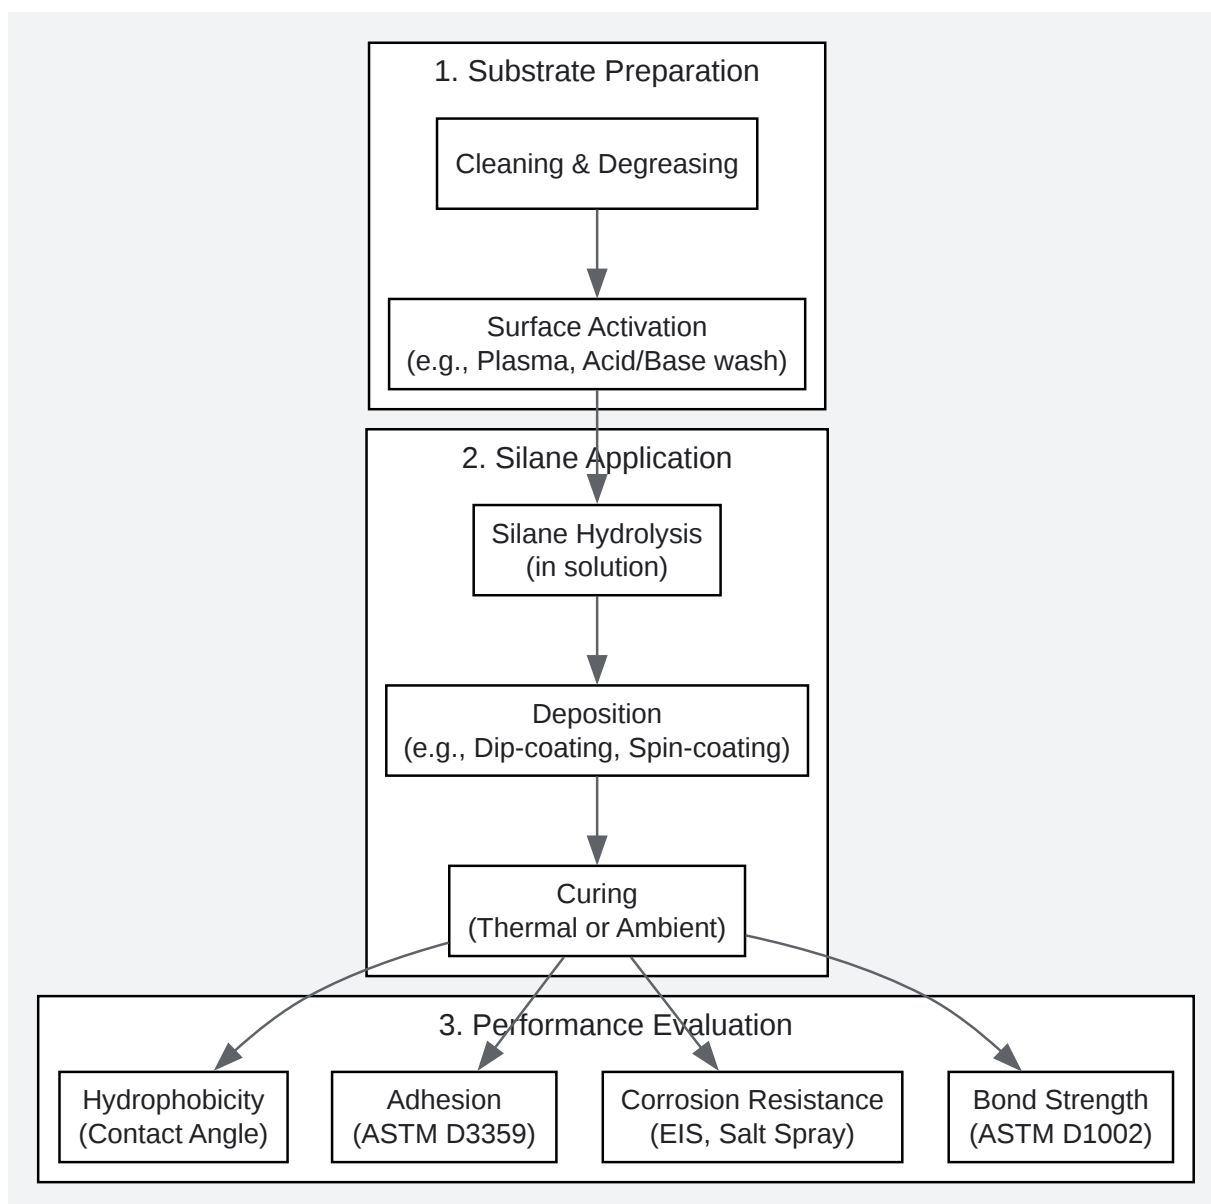 1. Substrate Preparation
Cleaning & Degreasing
Surface Activation
(e.g., Plasma, Acid/Base wash)
2. Silane Application
Silane Hydrolysis
(in solution)
Deposition
(e.g., Dip-coating, Spin-coating)
Curing
(Thermal or Ambient)
3. Performance Evaluation
Hydrophobicity
(Contact Angle)
Adhesion
(ASTM D3359)
Corrosion Resistance
(EIS, Salt Spray)
Bond Strength
(ASTM D1002)